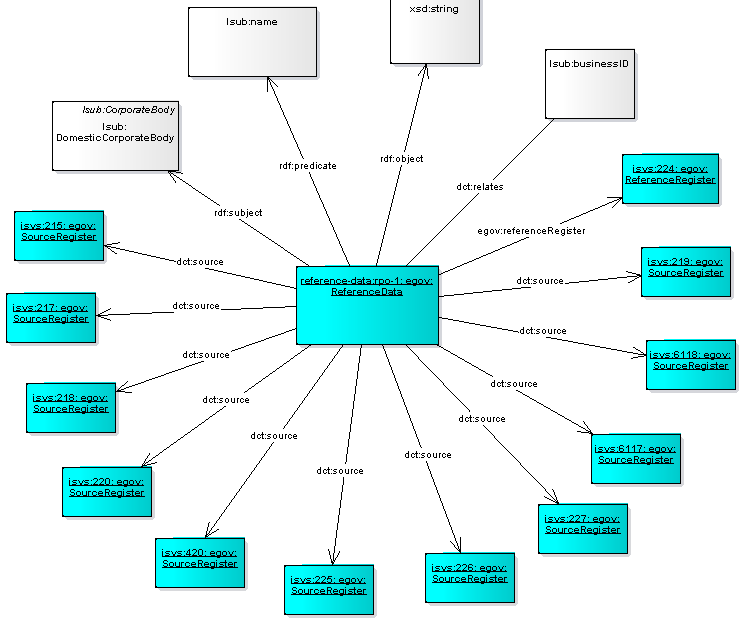 xsd:string
lsub:name
lsub:businessID
lsub:CorporateBody
lsub:
DomesticCorporateBody
rdf:predicate
rdf:object
dct:relates
isvs:224: egov:
ReferenceRegister
rdf:subject
egov:referenceRegister
isvs:215: egov:
SourceRegister
dct:source
isvs:219: egov:
SourceRegister
reference-data:rpo-1: egov:
ReferenceData
dct:source
isvs:217: egov:
SourceRegister
dct:source
dct:source
isvs:6118: egov:
SourceRegister
dct:source
isvs:218: egov:
SourceRegister
dct:source
dct:source
dct:source
isvs:6117: egov:
SourceRegister
dct:source
dct:source
dct:source
isvs:220: egov:
SourceRegister
isvs:227: egov:
SourceRegister
isvs:420: egov:
SourceRegister
isvs:225: egov:
SourceRegister
isvs:226: egov:
SourceRegister